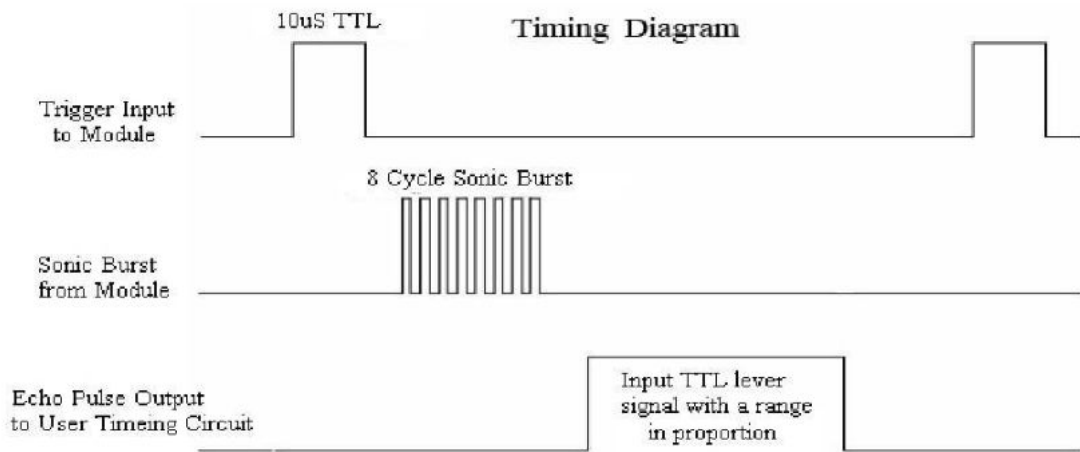 10uS TTL
Timing Diagram
Trigger Input
to Module
8 Cycle Sonic Burst
Sonic Burst
from Module
Echo Pulse Output
to User Timeing Circuit
Input TTL lever
signal with a range
in proportion